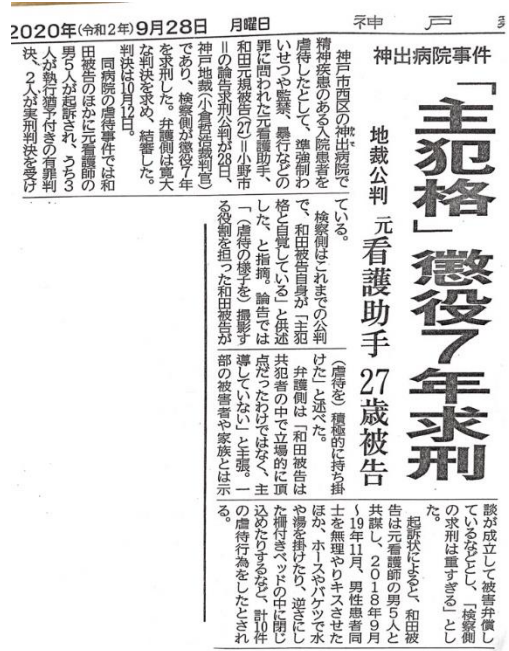 2020年(令和2年)9月28日 月曜日 神戸
神出病院事件
「主犯格」懲役7年求刑
地裁公判 元看護助手 27歳被告
神戸市西区の神出病院で
精神疾患のある入院患者を
虐待したとして、準強制わ
いせつや監禁、暴行などの
罪に問われた元看護助手、
和田元規被告(27)＝小野市
＝の論告求刑公判が28日、
神戸地裁(小倉哲浩裁判官)
であり、検察側が懲役7年
を求刑した。弁護側は寛大
な判決を求め、結審した。
判決は10月12日。
同病院の虐待事件では和
田被告のほかに元看護師の
男5人が起訴され、うち3
人が執行猶予付きの有罪判
決、2人が実刑判決を受け
ている。
検察側はこれまでの公判
で、和田被告自身が「主犯
格と自覚している」と供述
した、と指摘。論告では
「(虐待の様子を)撮影す
る役割を担った和田被告が
(虐待を)積極的に持ち掛
けた」と述べた。
弁護側は「和田被告は
共犯者の中で立場的に頂
点だったわけではなく、主
導していない」と主張。一
部の被害者や家族とは示
談が成立して被害弁償し
ているなどとし、「検察側
の求刑は重すぎる」とし
た。
起訴状によると、和田被
告は元看護師の男5人と
共謀し、2018年9月
～19年11月、男性患者同
士を無理やりキスさせた
ほか、ホースやバケツで水
や湯を掛けたり、逆さにし
た柵付きベッドの中に閉じ
込めたりするなど、計10件
の虐待行為をしたとされ
る。